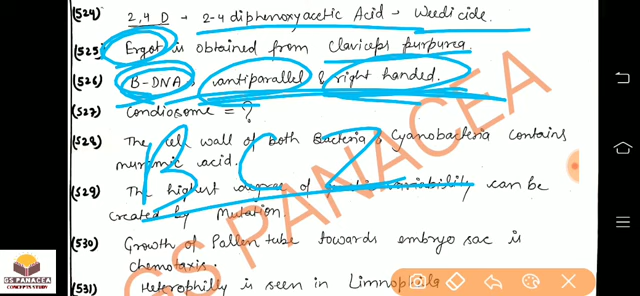 (524) 2,4 D - 2-4 diphenoxyacetic Acid - Weedicide.
(525) Ergot is obtained from Claviceps purpurea.
(526) B-DNA, antiparallel & right handed.
(527) Condiosome = ?
(528) The cell wall of both Bacteria & Cyanobacteria contains
muramic acid.
(529) The highest degree of can be
created by Mutation.
(530) Growth of Pollen tube towards embryo sac is
chemotaxis.
(531) Heterophilly is seen in Limnophila
B C Z
GS PANACEA
GS PANACEA
GS PANACEA
CONCEPTS STUDY